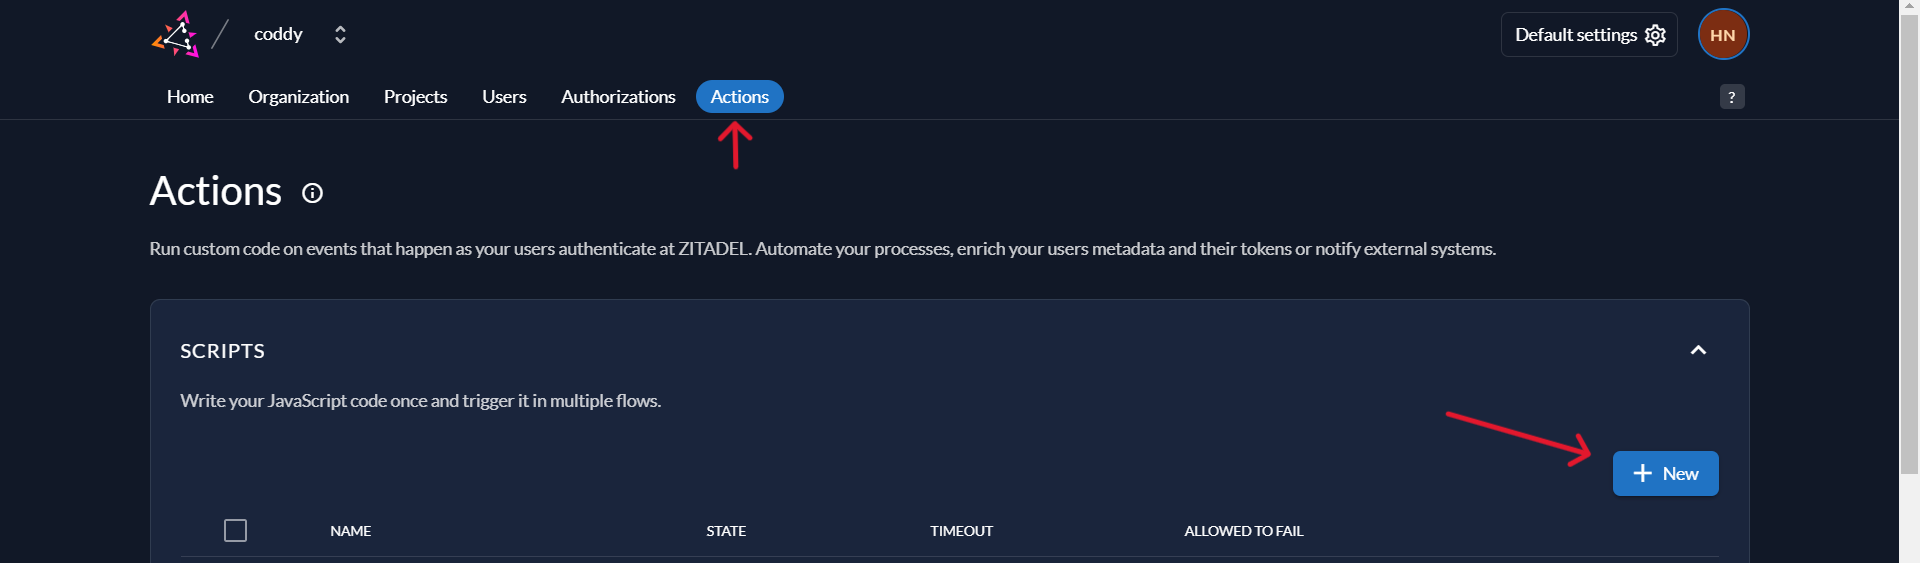 coddy
Default settings
HN
Home Organization Projects Users Authorizations Actions
?
Actions
Run custom code on events that happen as your users authenticate at ZITADEL. Automate your processes, enrich your users metadata and their tokens or notify external systems.
SCRIPTS
Write your JavaScript code once and trigger it in multiple flows.
New
NAME STATE TIMEOUT ALLOWED TO FAIL